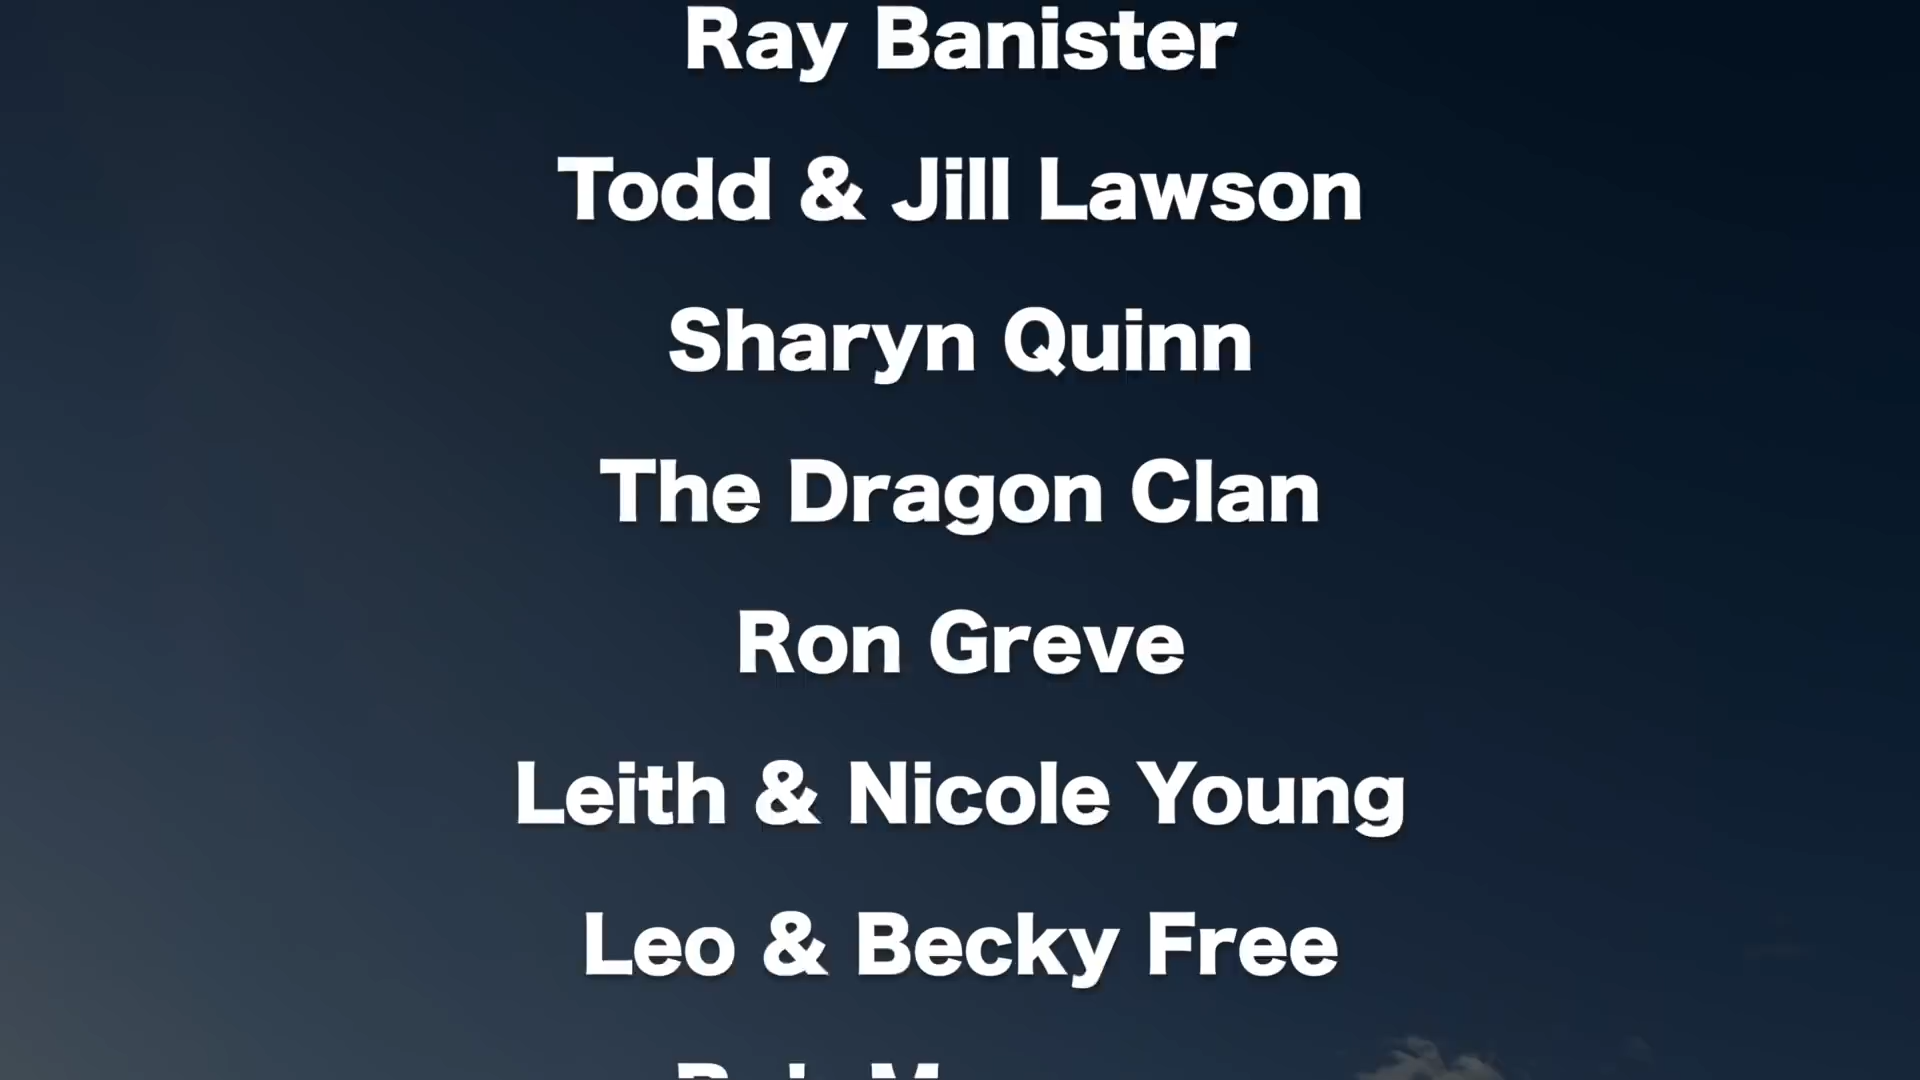 Ray Banister
Todd & Jill Lawson
Sharyn Quinn
The Dragon Clan
Ron Greve
Leith & Nicole Young
Leo & Becky Free